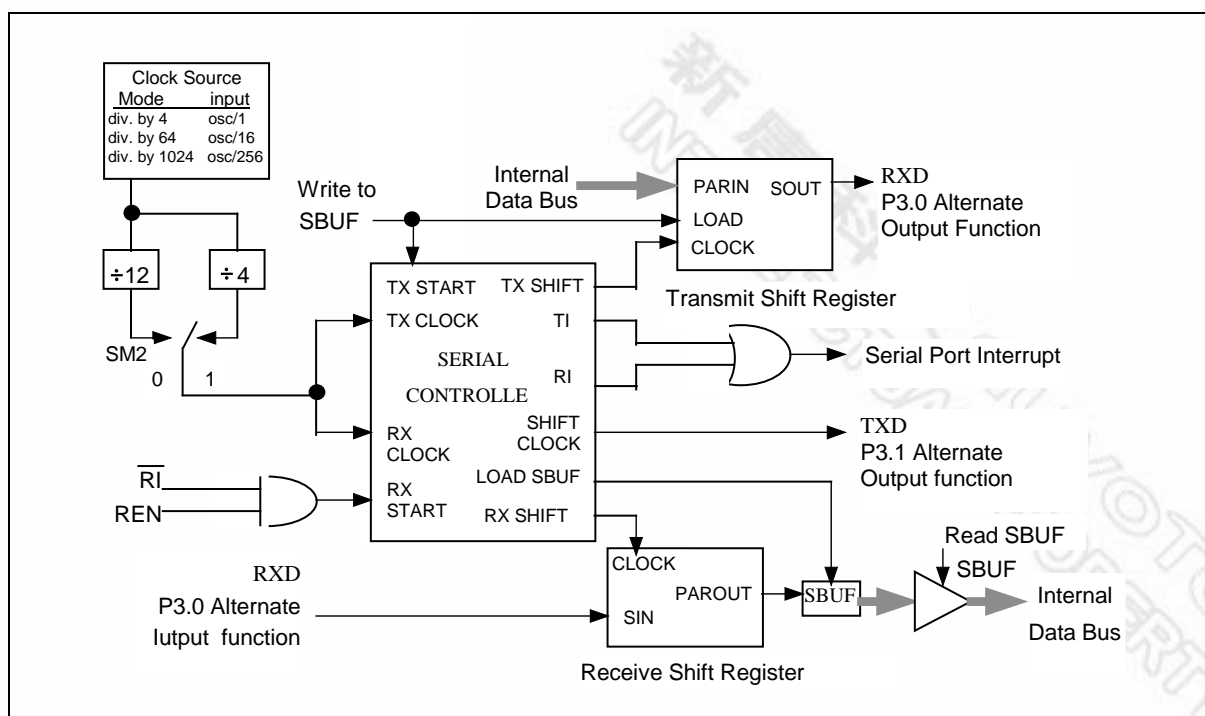 Clock Source
Mode input
div. by 4 osc/1
div. by 64 osc/16
div. by 1024 osc/256
÷12
÷4
SM2
0 1
Write to
SBUF
Internal
Data Bus
PARIN SOUT
LOAD
CLOCK
Transmit Shift Register
RXD
P3.0 Alternate
Output Function
TX START TX SHIFT
TX CLOCK TI
SERIAL
CONTROLLE
RI
RX
CLOCK
SHIFT
CLOCK
LOAD SBUF
RX
START
RX SHIFT
Serial Port Interrupt
TXD
P3.1 Alternate
Output function
RI
REN
RXD
P3.0 Alternate
Iutput function
CLOCK
PAROUT
SIN
Receive Shift Register
SBUF
Read SBUF
SBUF
Internal
Data Bus
新唐科